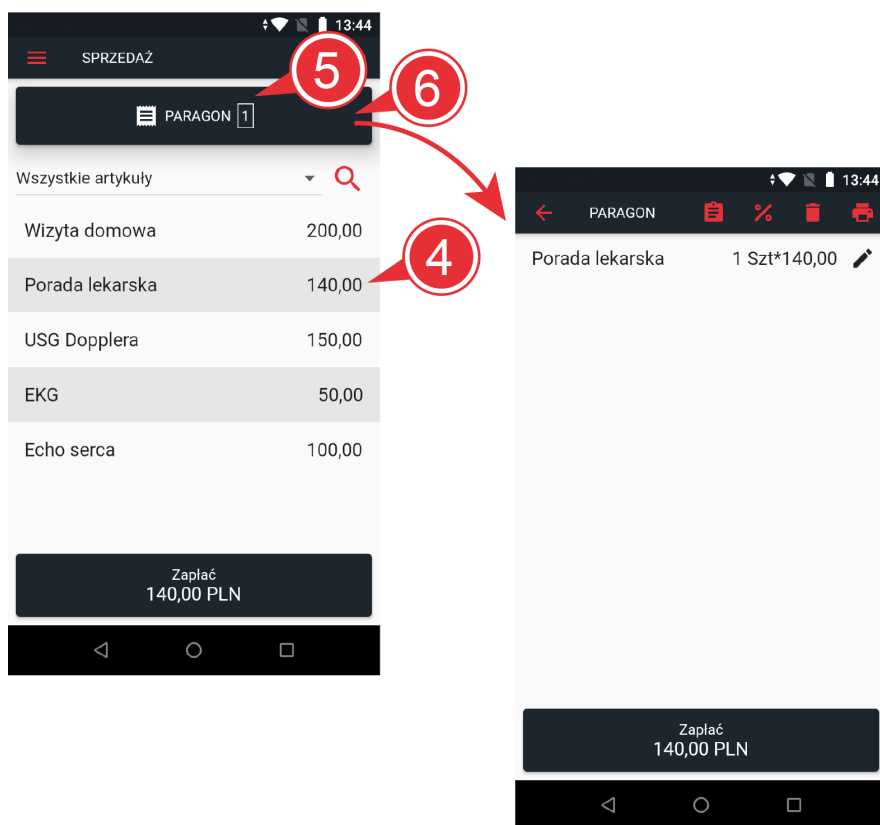 13:44
SPRZEDAŻ
5
6
PARAGON 1
Wszystkie artykuły
Wizyta domowa 200,00
Porada lekarska 140,00
4
USG Dopplera 150,00
EKG 50,00
Echo serca 100,00
Zapłać
140,00 PLN
13:44
PARAGON
Porada lekarska 1 Szt*140,00
Zapłać
140,00 PLN